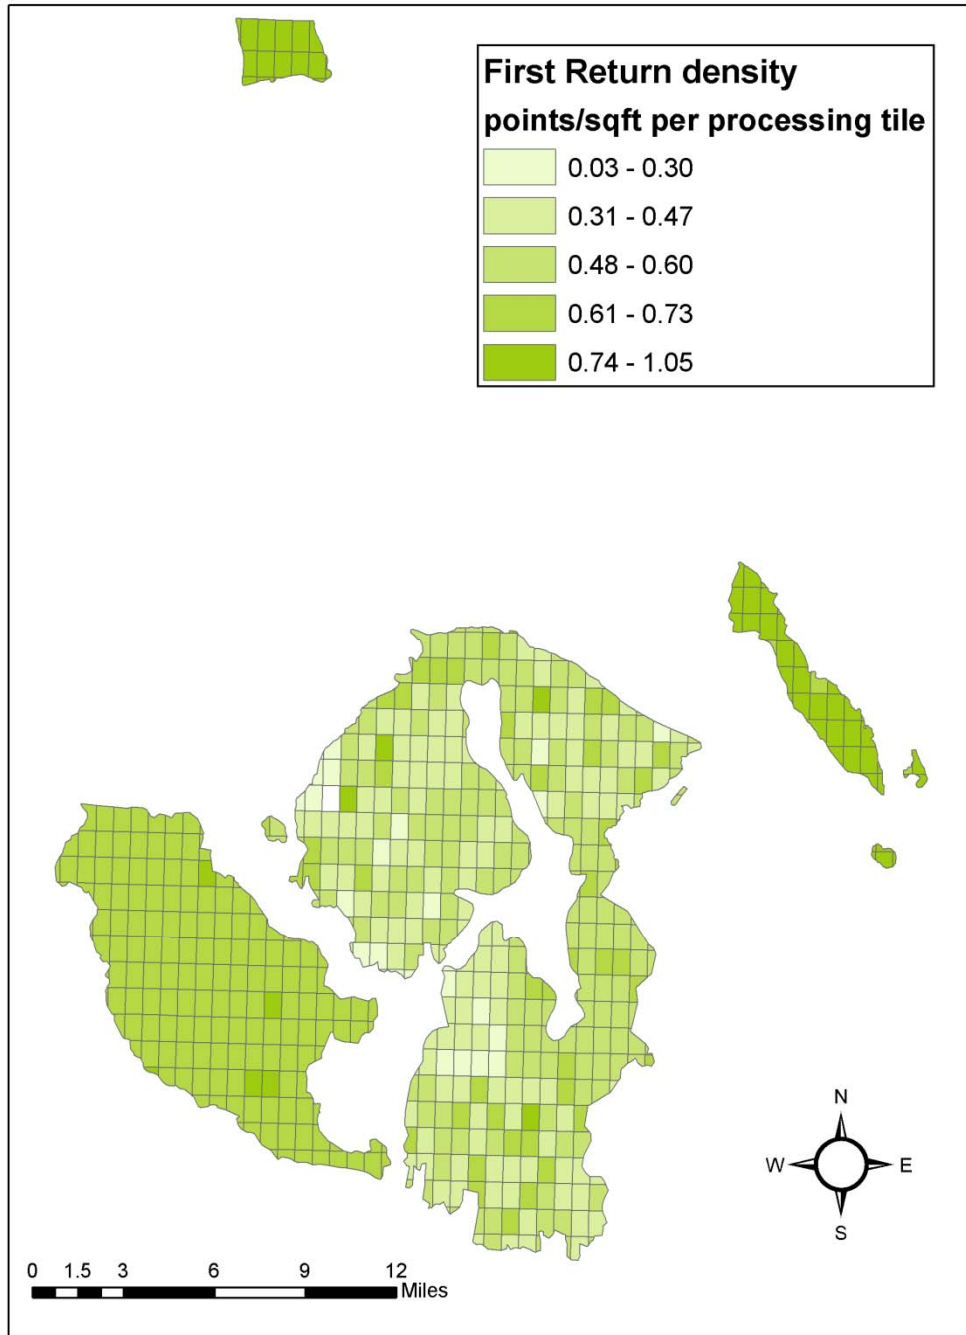 First Return density
points/sqft per processing tile
0.03 - 0.30
0.31 - 0.47
0.48 - 0.60
0.61 - 0.73
0.74 - 1.05
N
W E
S
0 1.5 3 6 9 12
Miles